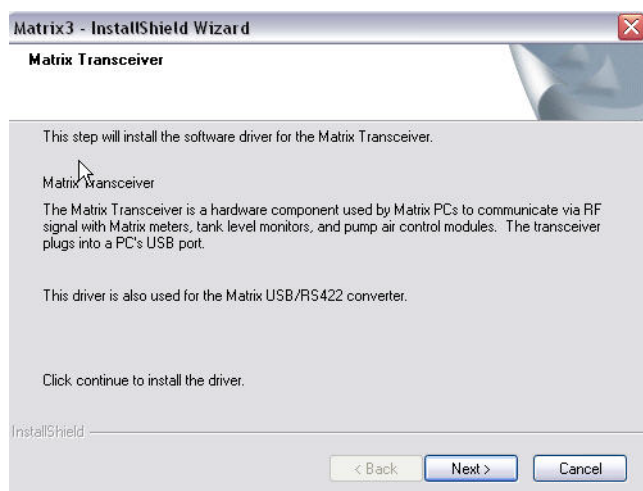 Matrix3 - InstallShield Wizard
Matrix Transceiver
This step will install the software driver for the Matrix Transceiver.
Matrix Transceiver
The Matrix Transceiver is a hardware component used by Matrix PCs to communicate via RF
signal with Matrix meters, tank level monitors, and pump air control modules. The transceiver
plugs into a PC's USB port.
This driver is also used for the Matrix USB/RS422 converter.
Click continue to install the driver.
InstallShield
< Back Next > Cancel